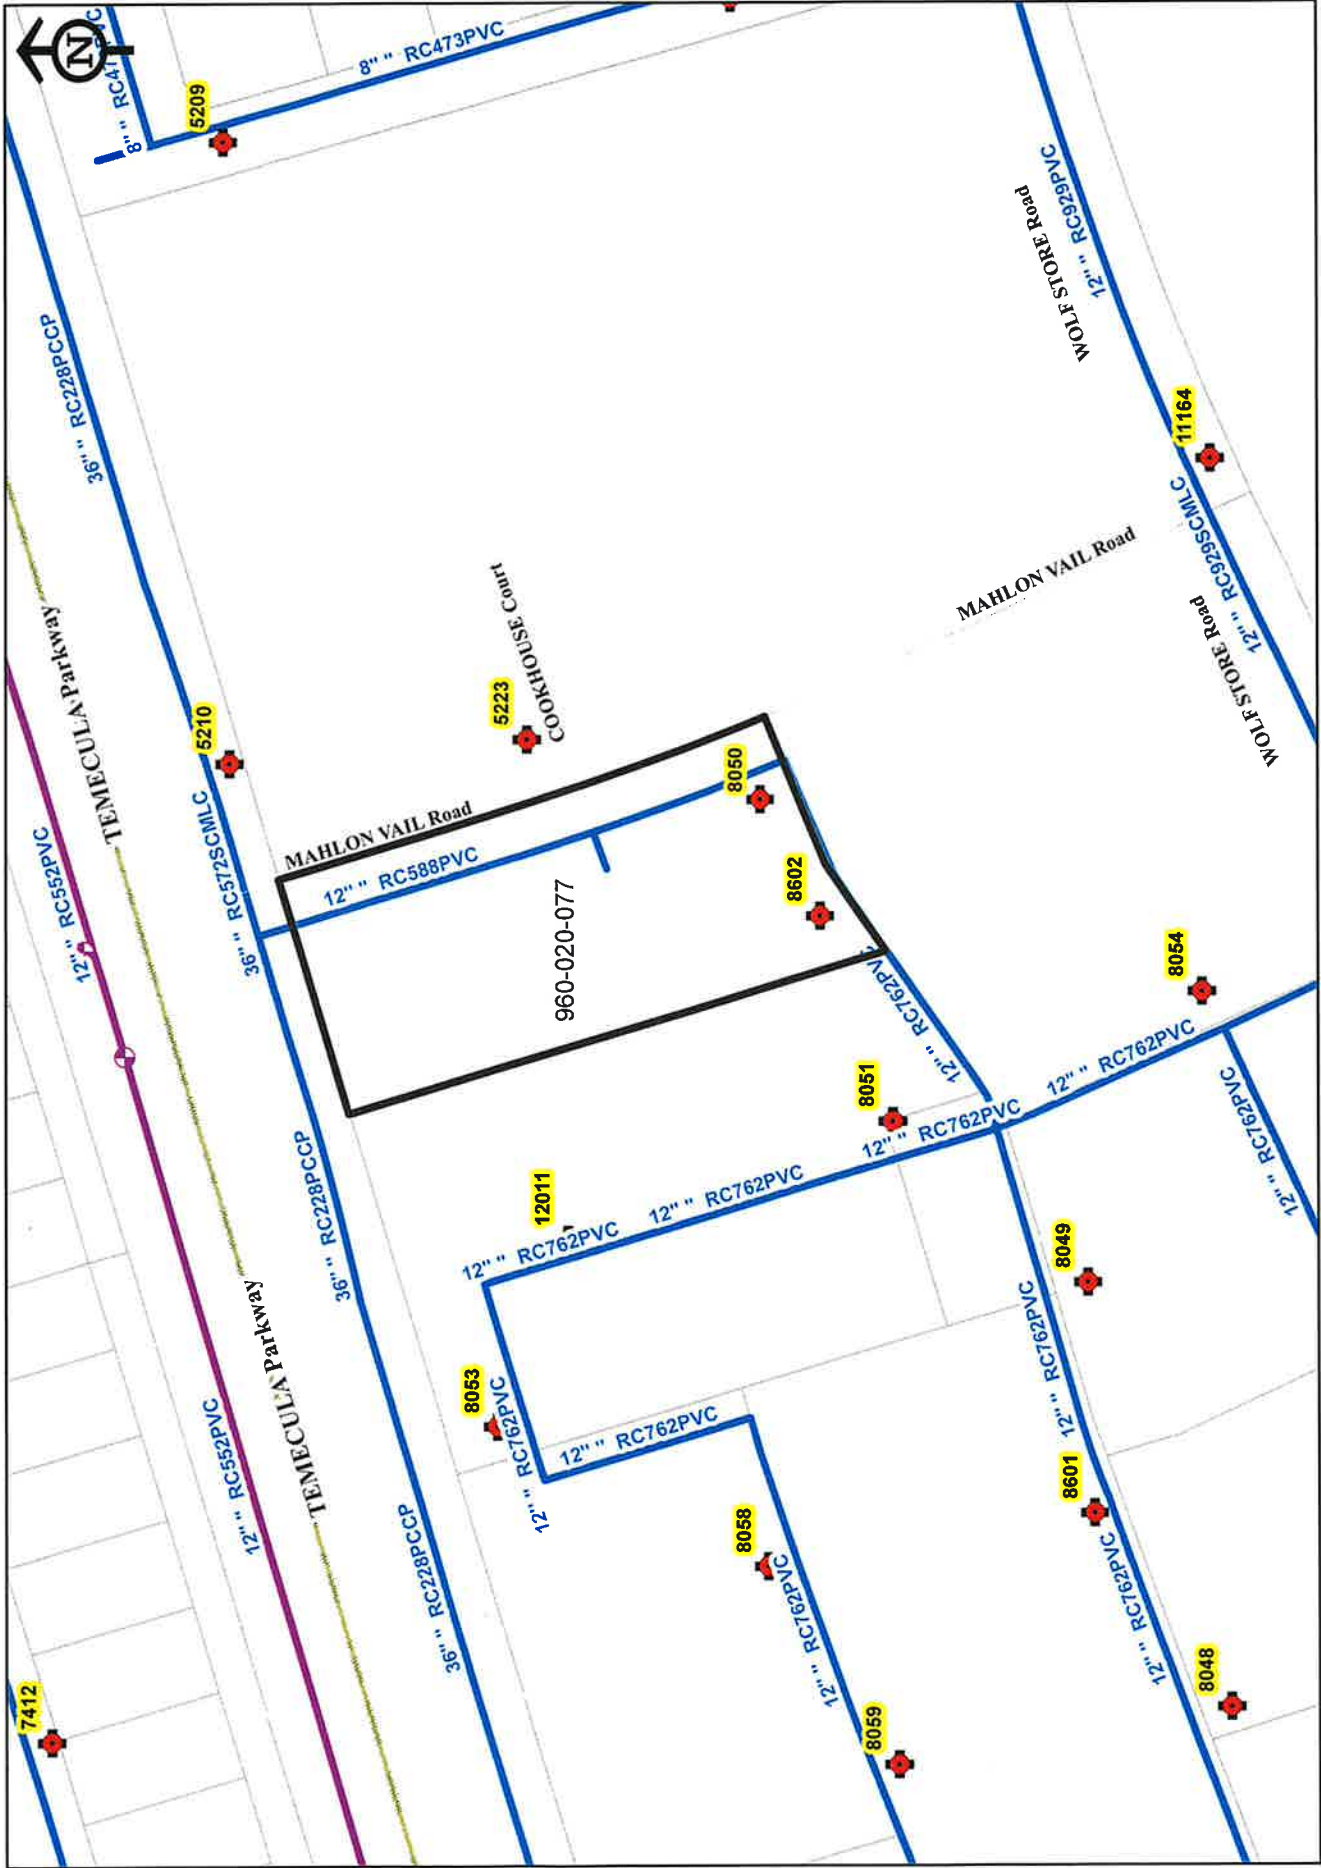 N
7412
12"" RC552PVC
TEMECULA Parkway
12"" RC552PVC
TEMECULA Parkway
36"" RC228PCCP
36"" RC228PCCP
36"" RC572SCMLC
36"" RC228PCCP
5210
5209
8"" RC473PVC
8""
MAHLON VAIL Road
12"" RC588PVC
960-020-077
5223
COOKHOUSE Court
8050
8602
12"" RC762PVC
8051
12011
12"" RC762PVC
12"" RC762PVC
12"" RC762PVC
12"" RC762PVC
8053
12"" RC762PVC
12"" RC762PVC
8058
12"" RC762PVC
8059
8054
12"" RC762PVC
8049
12"" RC762PVC
8601
12"" RC762PVC
8048
MAHLON VAIL Road
WOLF STORE Road
12"" RC929PVC
11164
12"" RC929SCMLC
WOLF STORE Road